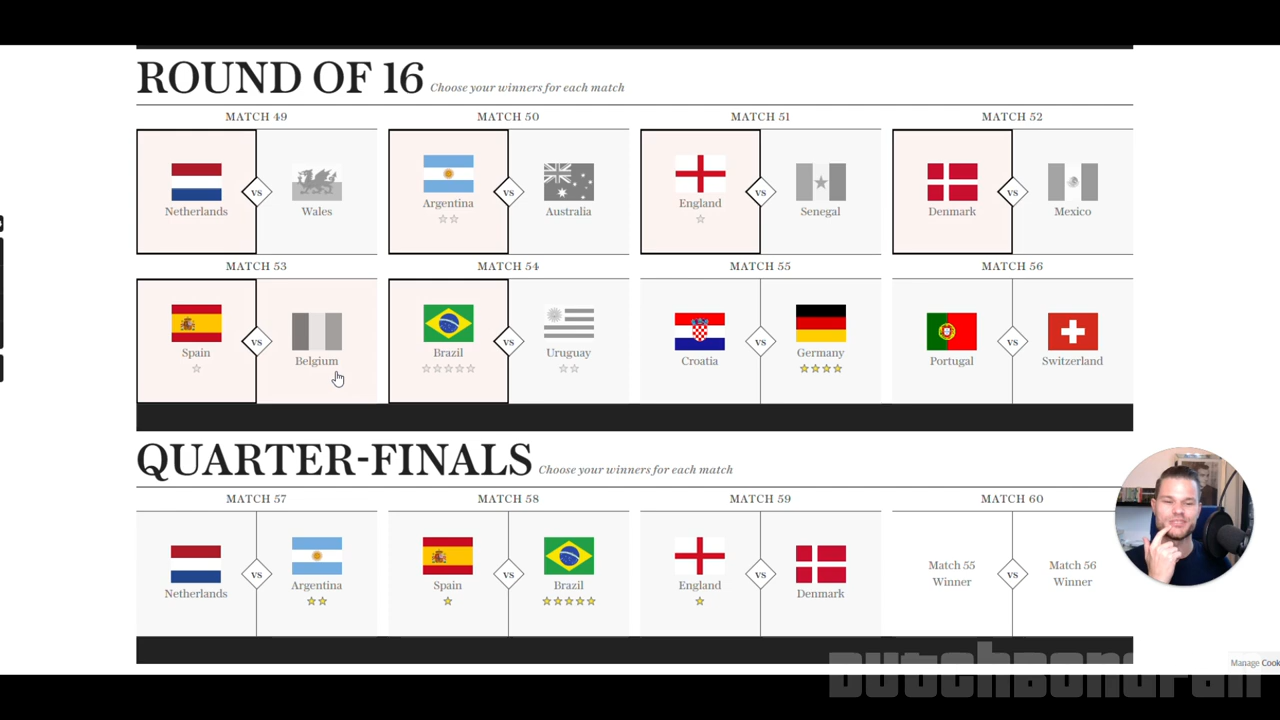 ROUND OF 16 Choose your winners for each match
MATCH 49 MATCH 50 MATCH 51 MATCH 52
Netherlands VS Wales
Argentina VS Australia
England VS Senegal
Denmark VS Mexico
MATCH 53 MATCH 54 MATCH 55 MATCH 56
Spain VS Belgium
Brazil VS Uruguay
Croatia VS Germany
Portugal VS Switzerland
QUARTER-FINALS Choose your winners for each match
MATCH 57 MATCH 58 MATCH 59 MATCH 60
Netherlands VS Argentina
Spain VS Brazil
England VS Denmark
Match 55 Winner VS Match 56 Winner
Manage Cook
DUTCHBONDFAN